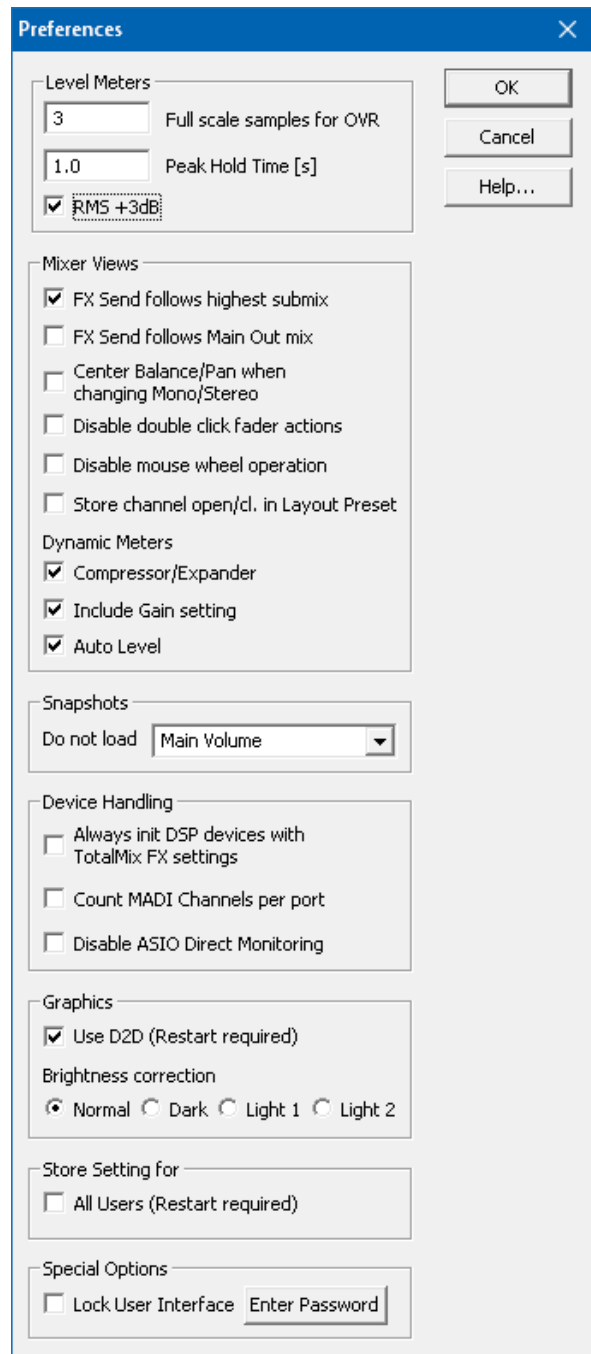 Preferences
Level Meters
3 Full scale samples for OVR
1.0 Peak Hold Time [s]
RMS +3dB
OK
Cancel
Help...
Mixer Views
FX Send follows highest submix
FX Send follows Main Out mix
Center Balance/Pan when
changing Mono/Stereo
Disable double click fader actions
Disable mouse wheel operation
Store channel open/cl. in Layout Preset
Dynamic Meters
Compressor/Expander
Include Gain setting
Auto Level
Snapshots
Do not load Main Volume
Device Handling
Always init DSP devices with
TotalMix FX settings
Count MADI Channels per port
Disable ASIO Direct Monitoring
Graphics
Use D2D (Restart required)
Brightness correction
Normal Dark Light 1 Light 2
Store Setting for
All Users (Restart required)
Special Options
Lock User Interface Enter Password